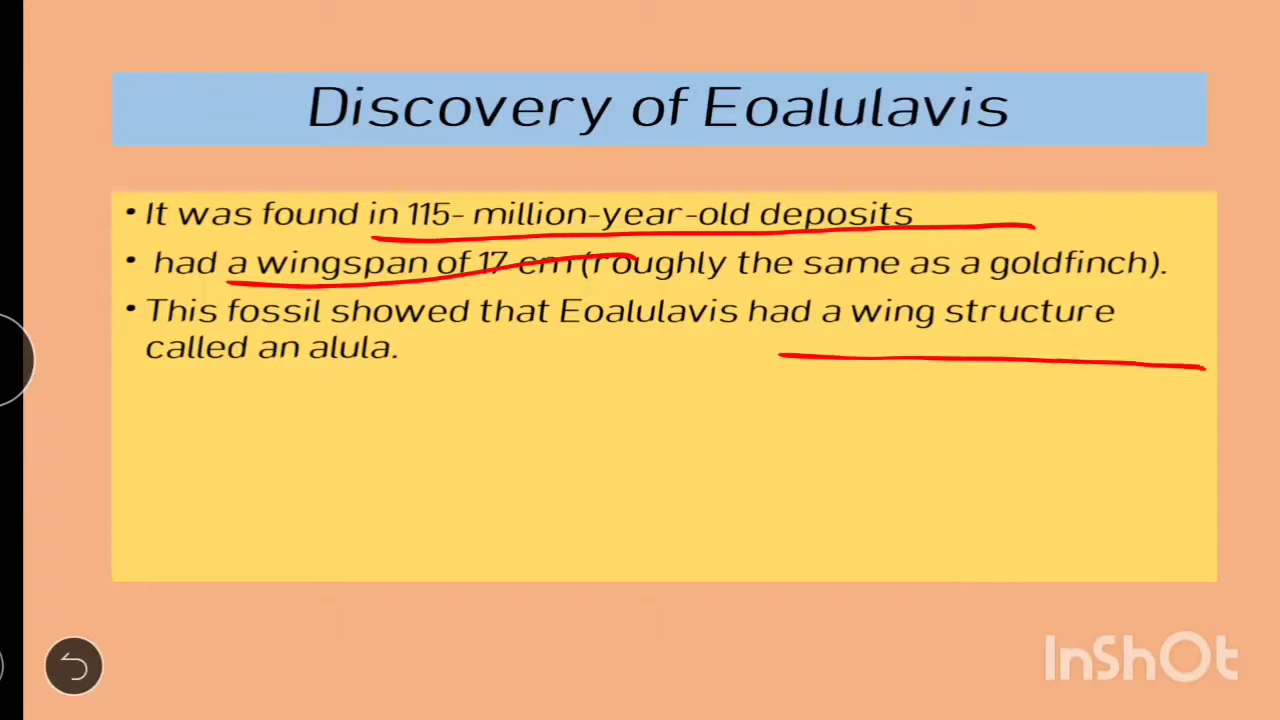 Discovery of Eoalulavis
• It was found in 115- million-year-old deposits
• had a wingspan of 17 cm (roughly the same as a goldfinch).
• This fossil showed that Eoalulavis had a wing structure
called an alula.
InShOt